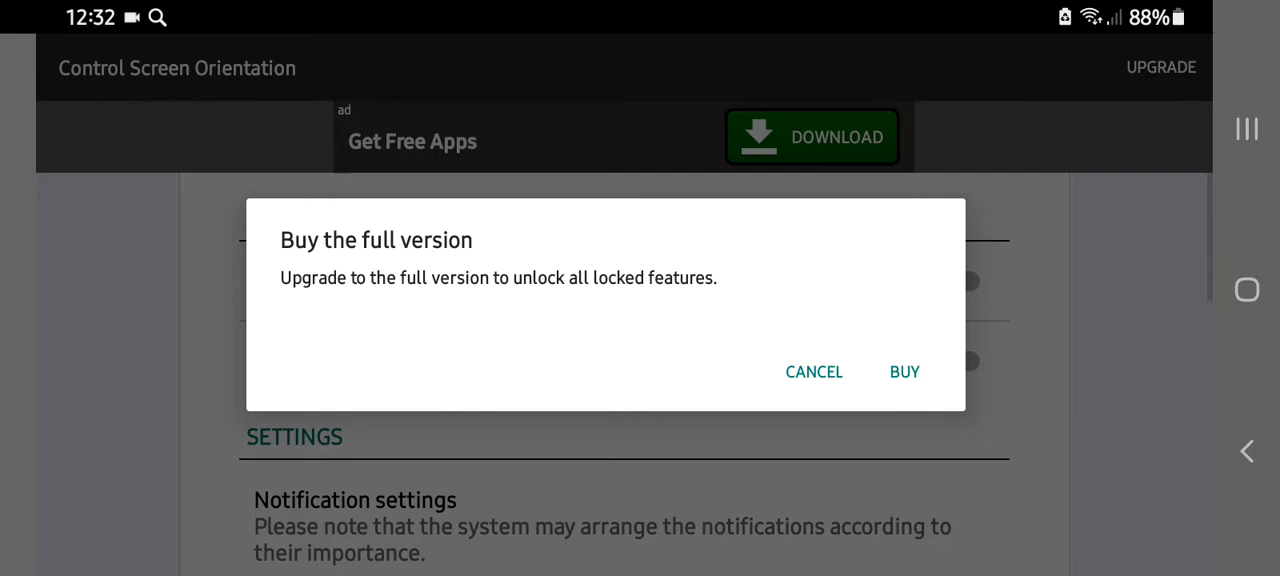 12:32
88%
Control Screen Orientation
UPGRADE
ad
Get Free Apps
DOWNLOAD
Buy the full version
Upgrade to the full version to unlock all locked features.
CANCEL
BUY
SETTINGS
Notification settings
Please note that the system may arrange the notifications according to
their importance.